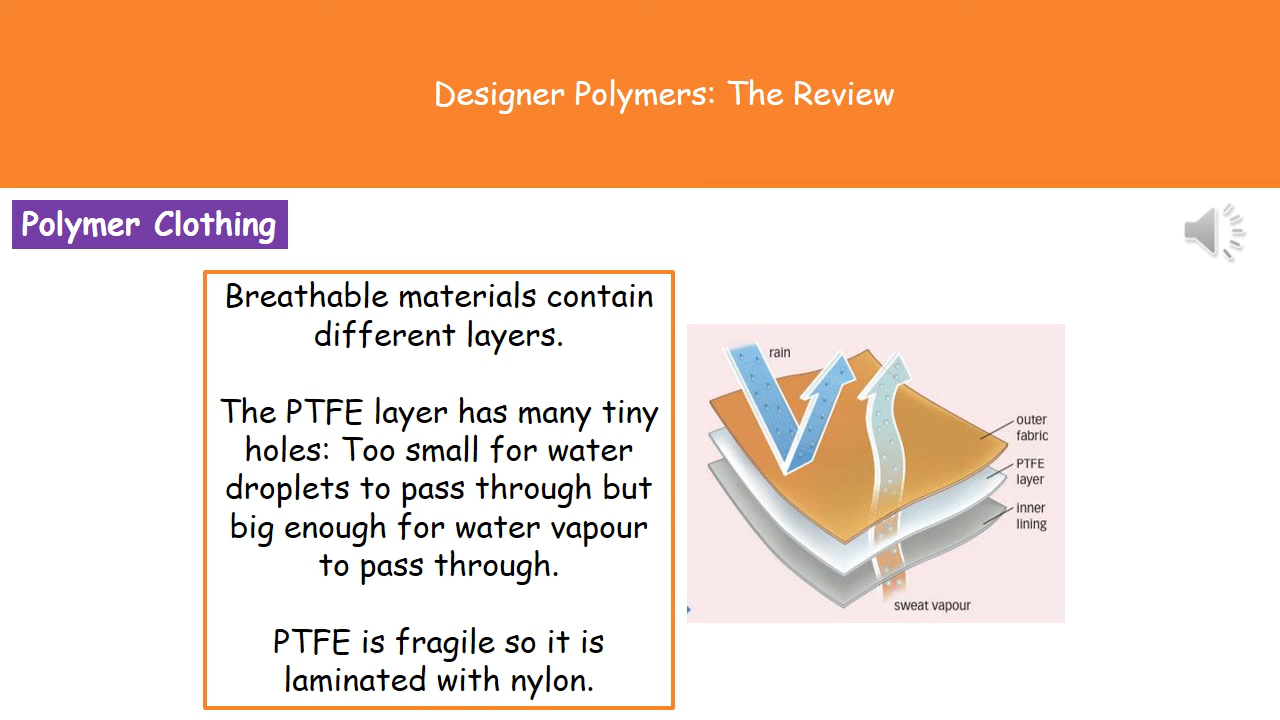 Designer Polymers: The Review
Polymer Clothing
Breathable materials contain
different layers.
The PTFE layer has many tiny
holes: Too small for water
droplets to pass through but
big enough for water vapour
to pass through.
PTFE is fragile so it is
laminated with nylon.
rain
outer
fabric
PTFE
layer
inner
lining
sweat vapour